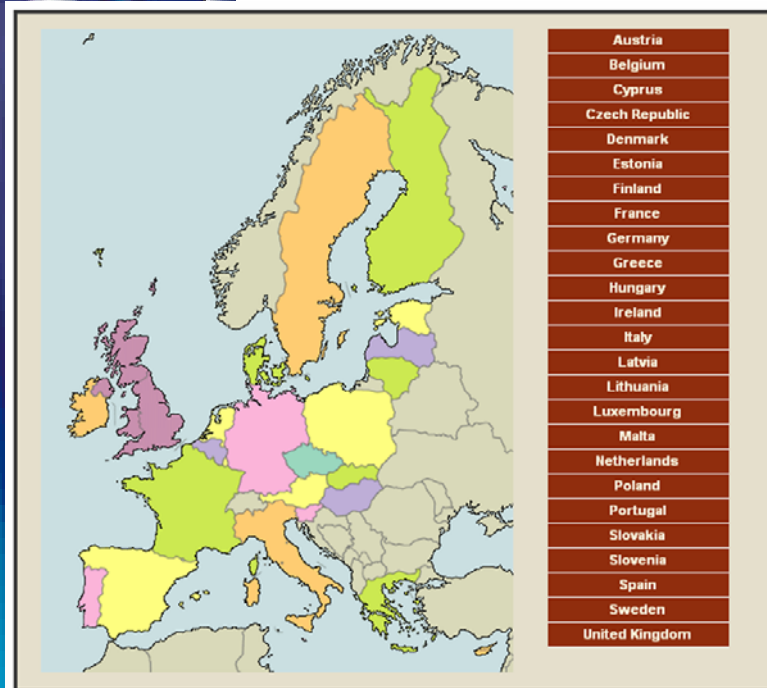 Austria
Belgium
Cyprus
Czech Republic
Denmark
Estonia
Finland
France
Germany
Greece
Hungary
Ireland
Italy
Latvia
Lithuania
Luxembourg
Malta
Netherlands
Poland
Portugal
Slovakia
Slovenia
Spain
Sweden
United Kingdom